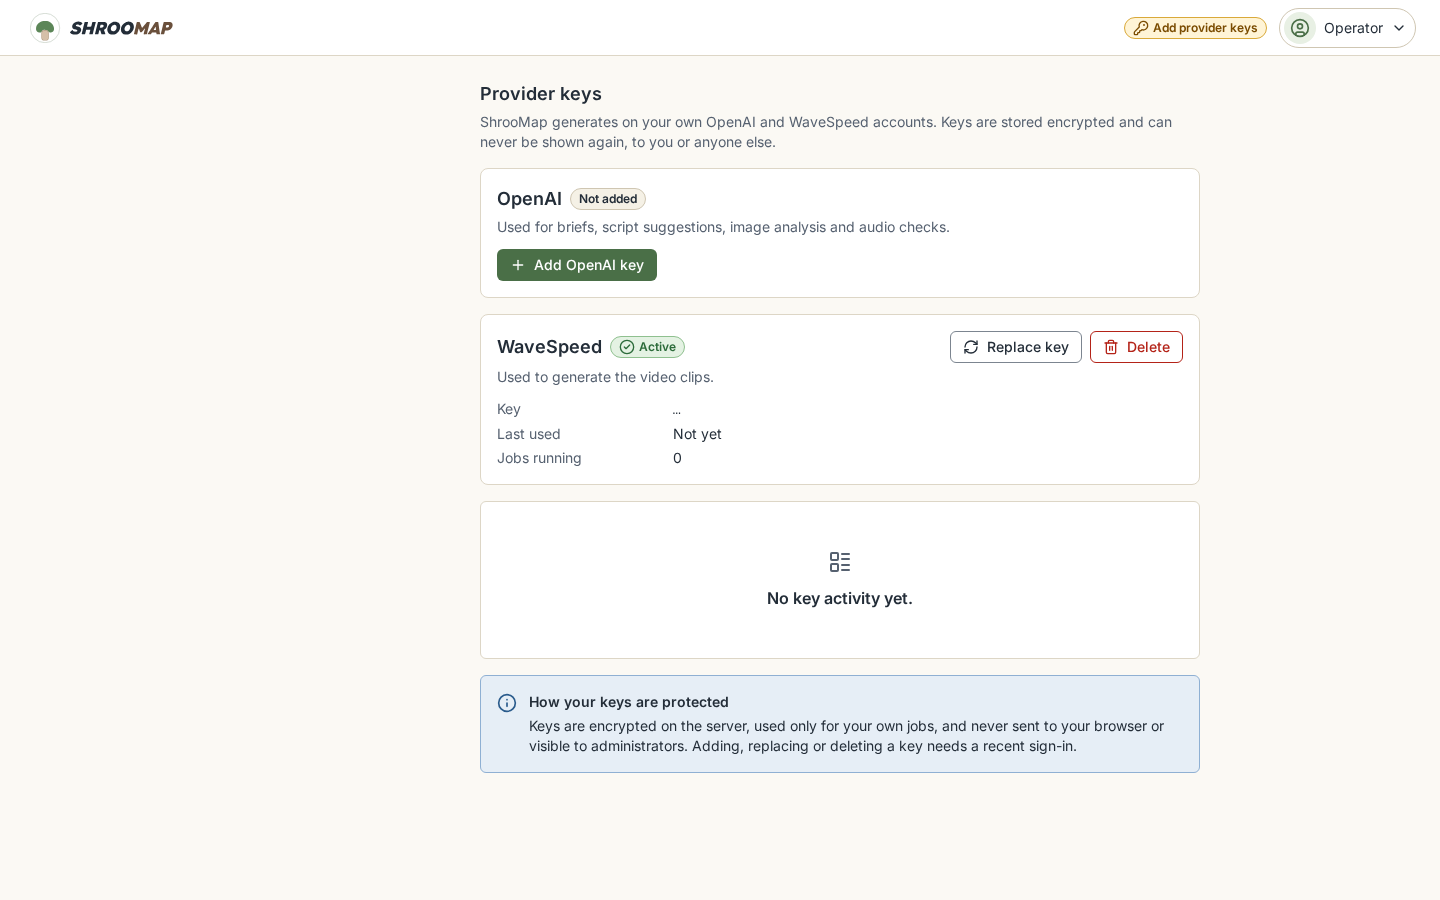 SHROOMAP
Add provider keys
Operator
Provider keys
ShrooMap generates on your own OpenAI and WaveSpeed accounts. Keys are stored encrypted and can
never be shown again, to you or anyone else.
OpenAI Not added
Used for briefs, script suggestions, image analysis and audio checks.
Add OpenAI key
WaveSpeed Active
Replace key
Delete
Used to generate the video clips.
Key …
Last used Not yet
Jobs running 0
No key activity yet.
How your keys are protected
Keys are encrypted on the server, used only for your own jobs, and never sent to your browser or
visible to administrators. Adding, replacing or deleting a key needs a recent sign-in.